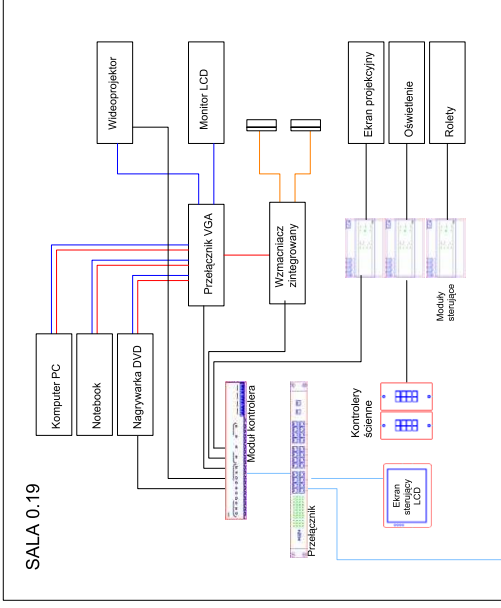 SALA 0.19
Komputer PC
Notebook
Nagrywarka DVD
Wideoprojektor
Monitor LCD
Przełącznik VGA
Wzmacniacz
zintegrowany
Ekran projekcyjny
Oświetlenie
Rolety
Moduły
sterujące
Moduł kontrolera
Przełącznik
Kontrolery
ścienne
Ekran
sterujący
LCD